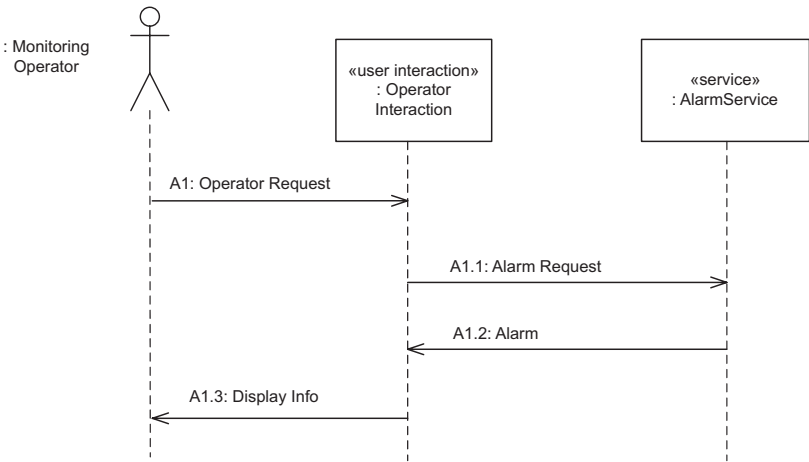 : Monitoring
Operator
«user interaction»
: Operator
Interaction
«service»
: AlarmService
A1: Operator Request
A1.1: Alarm Request
A1.2: Alarm
A1.3: Display Info